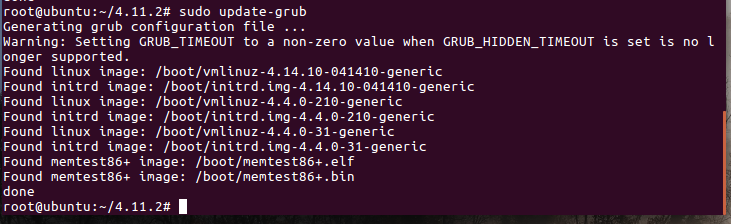 root@ubuntu:~/4.11.2# sudo update-grub
Generating grub configuration file ...
Warning: Setting GRUB_TIMEOUT to a non-zero value when GRUB_HIDDEN_TIMEOUT is set is no l
onger supported.
Found linux image: /boot/vmlinuz-4.14.10-041410-generic
Found initrd image: /boot/initrd.img-4.14.10-041410-generic
Found linux image: /boot/vmlinuz-4.4.0-210-generic
Found initrd image: /boot/initrd.img-4.4.0-210-generic
Found linux image: /boot/vmlinuz-4.4.0-31-generic
Found initrd image: /boot/initrd.img-4.4.0-31-generic
Found memtest86+ image: /boot/memtest86+.elf
Found memtest86+ image: /boot/memtest86+.bin
done
root@ubuntu:~/4.11.2#